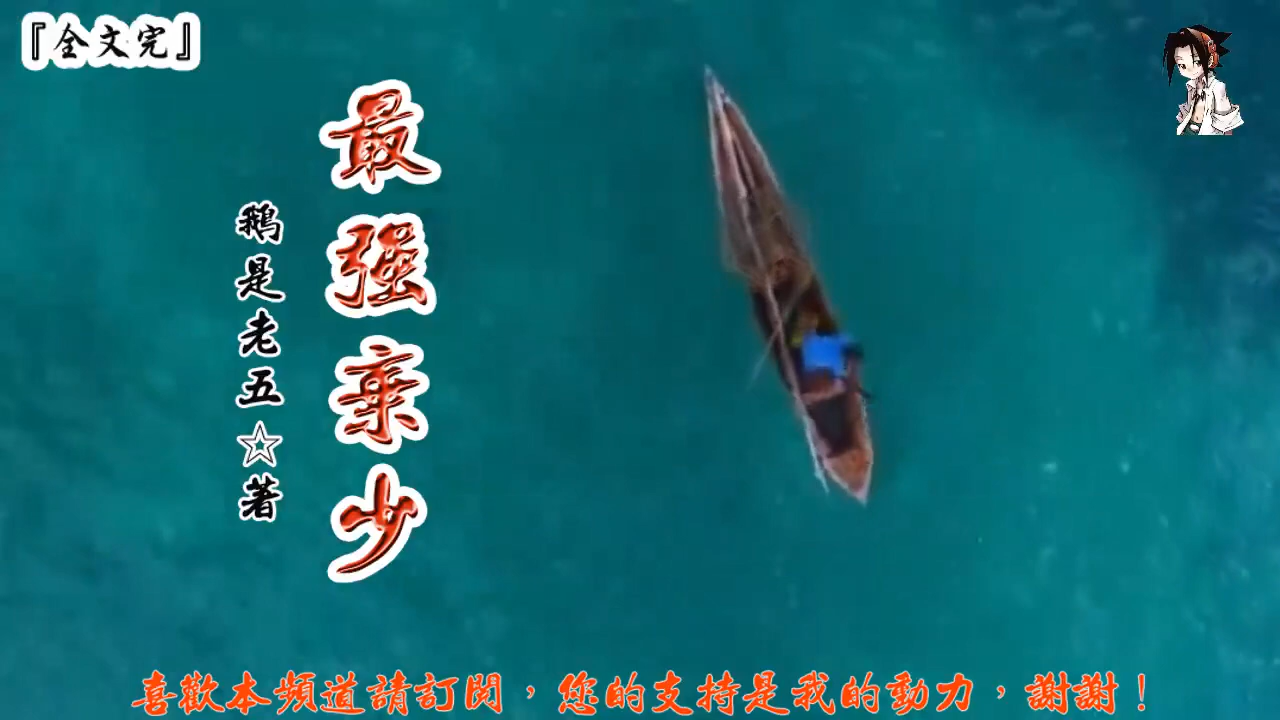 『全文完』
最強棄少
鵝是老五☆著
喜歡本頻道請訂閱，您的支持是我的動力，謝謝！